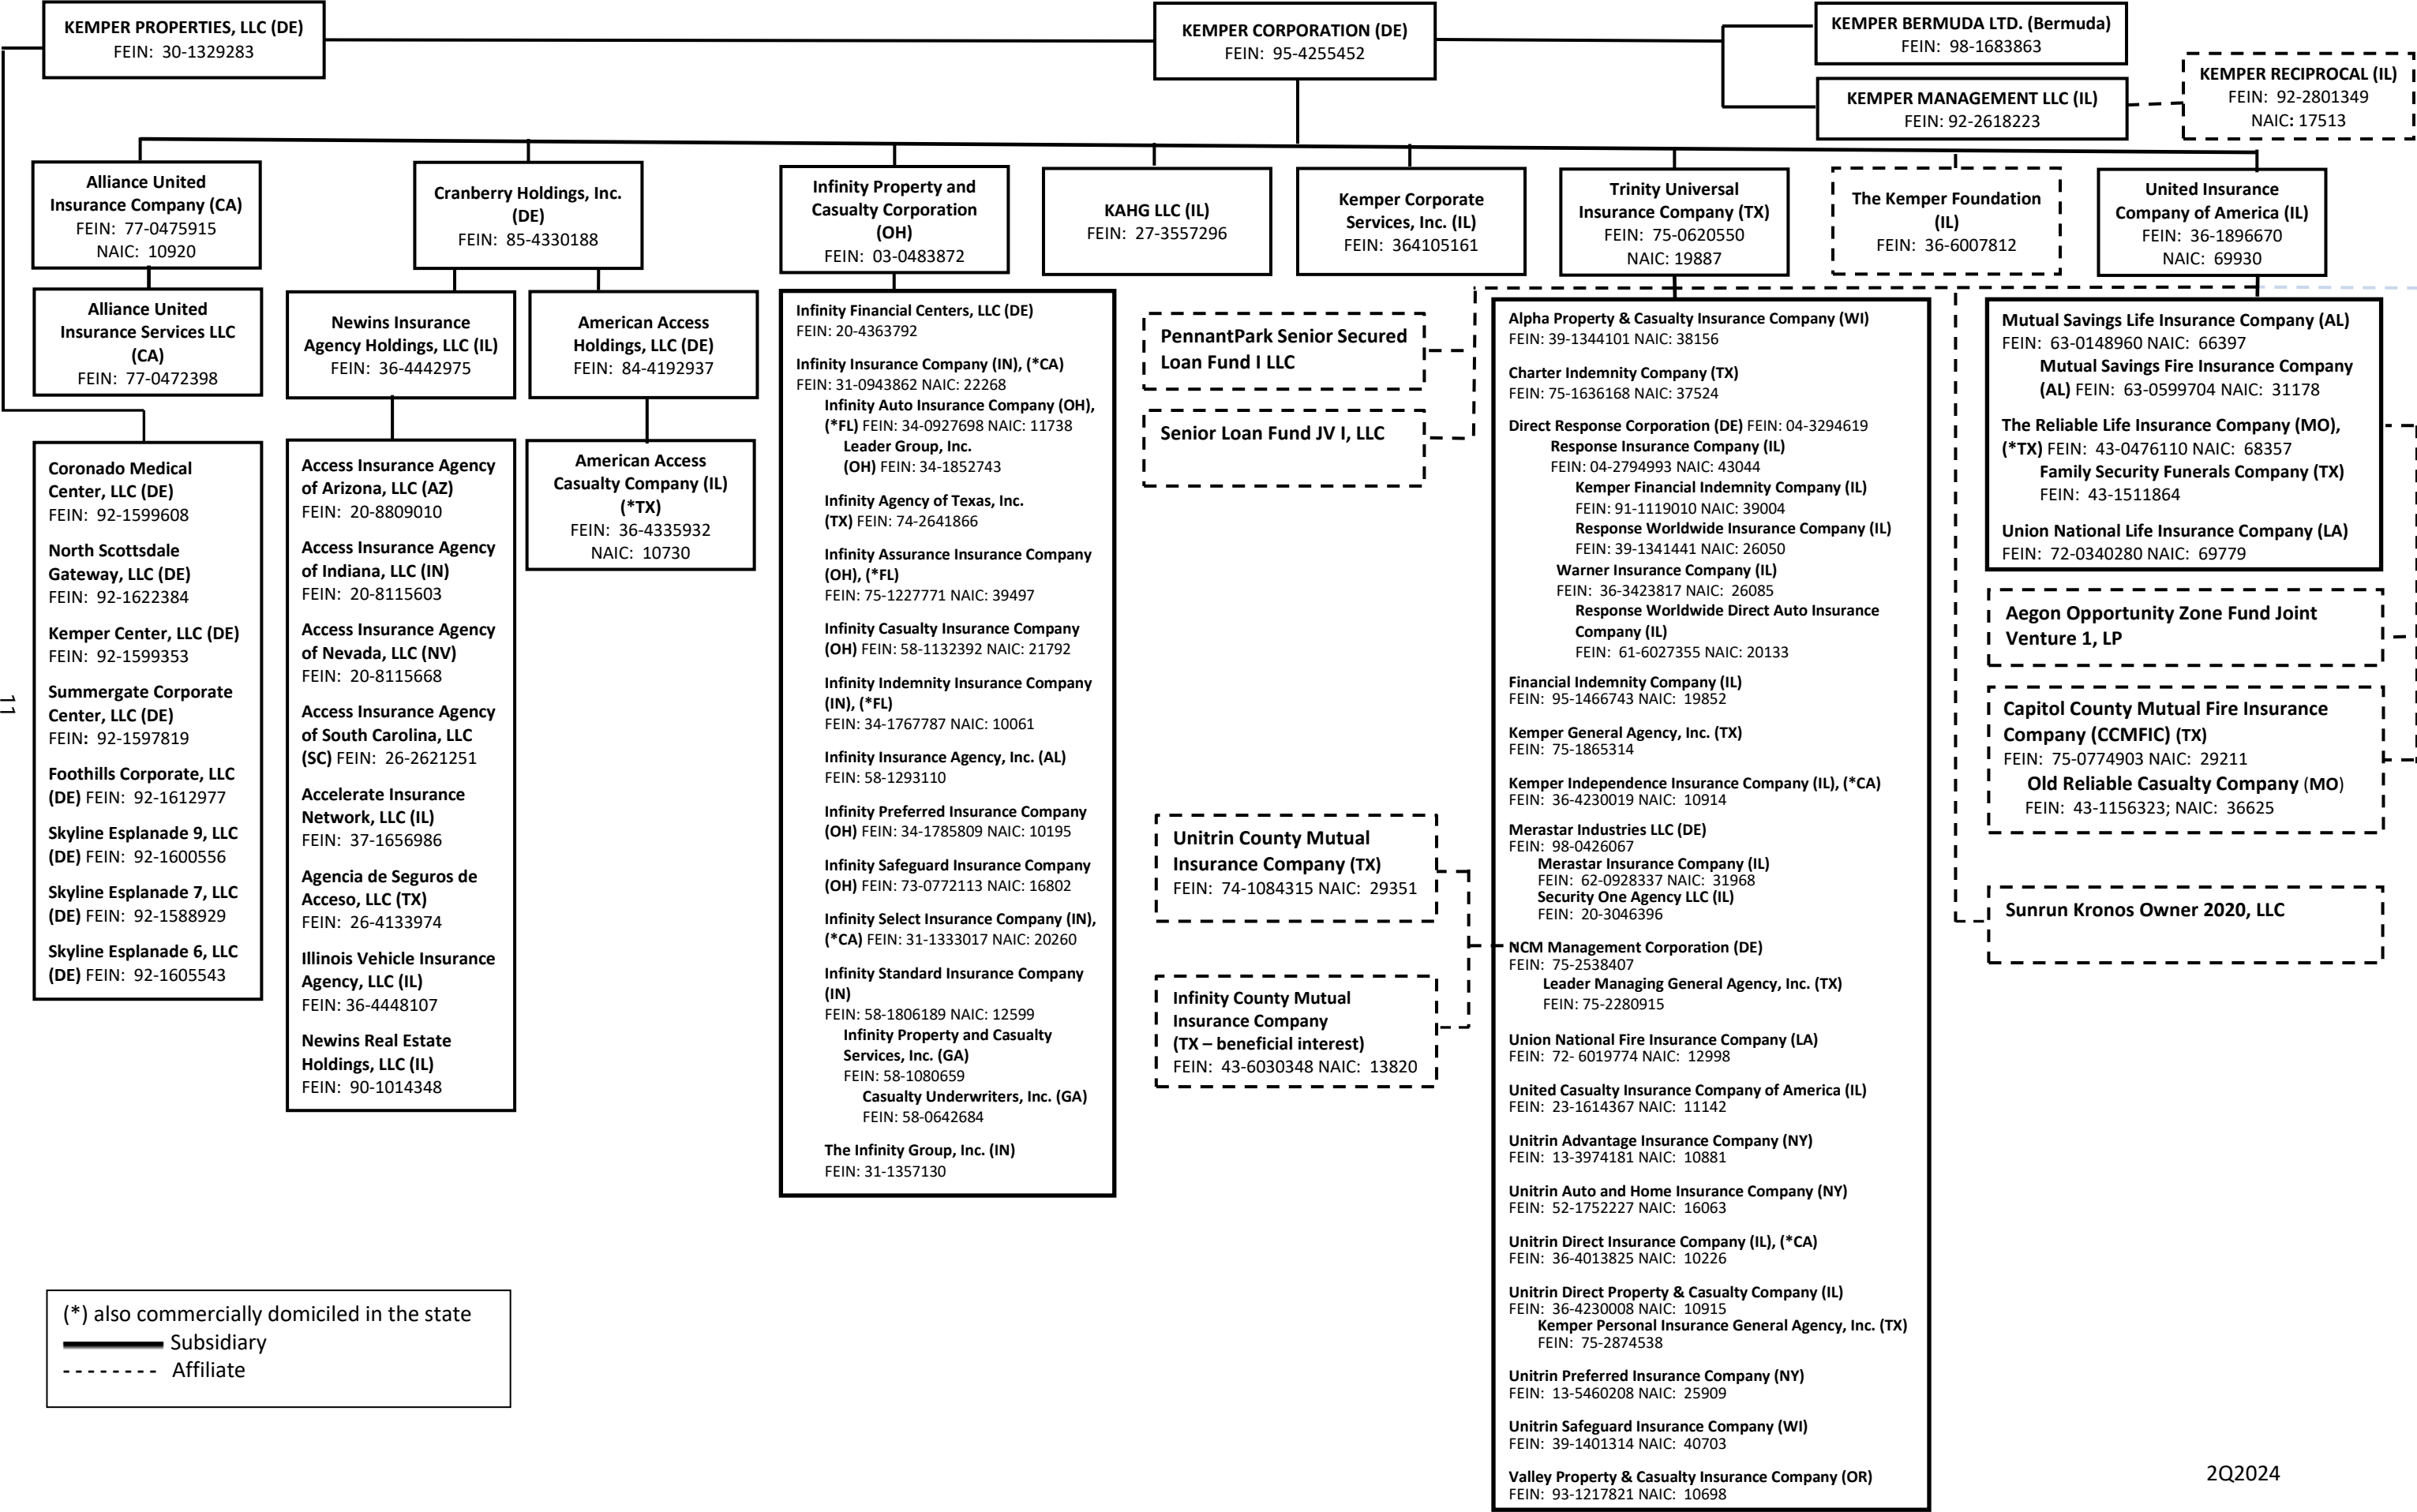 KEMPER PROPERTIES, LLC (DE)
FEIN:  30-1329283
KEMPER CORPORATION (DE)
FEIN:  95-4255452
KEMPER BERMUDA LTD. (Bermuda)
FEIN:  98-1683863
KEMPER MANAGEMENT LLC (IL)
FEIN: 92-2618223
KEMPER RECIPROCAL (IL)
FEIN:  92-2801349
NAIC: 17513
Alliance United
Insurance Company (CA)
FEIN:  77-0475915
NAIC:  10920
Cranberry Holdings, Inc.
(DE)
FEIN:  85-4330188
Infinity Property and
Casualty Corporation
(OH)
FEIN:  03-0483872
KAHG LLC (IL)
FEIN:  27-3557296
Kemper Corporate
Services, Inc. (IL)
FEIN:  364105161
Trinity Universal
Insurance Company (TX)
FEIN:  75-0620550
NAIC:  19887
The Kemper Foundation
(IL)
FEIN:  36-6007812
United Insurance
Company of America (IL)
FEIN:  36-1896670
NAIC:  69930
Alliance United
Insurance Services LLC
(CA)
FEIN:  77-0472398
Newins Insurance
Agency Holdings, LLC (IL)
FEIN:  36-4442975
American Access
Holdings, LLC (DE)
FEIN:  84-4192937
Coronado Medical
Center, LLC (DE)
FEIN:  92-1599608
North Scottsdale
Gateway, LLC (DE)
FEIN:  92-1622384
Kemper Center, LLC (DE)
FEIN:  92-1599353
Summergate Corporate
Center, LLC (DE)
FEIN:  92-1597819
Foothills Corporate, LLC
(DE) FEIN:  92-1612977
Skyline Esplanade 9, LLC
(DE) FEIN:  92-1600556
Skyline Esplanade 7, LLC
(DE) FEIN:  92-1588929
Skyline Esplanade 6, LLC
(DE) FEIN:  92-1605543
Access Insurance Agency
of Arizona, LLC (AZ)
FEIN:  20-8809010
Access Insurance Agency
of Indiana, LLC (IN)
FEIN:  20-8115603
Access Insurance Agency
of Nevada, LLC (NV)
FEIN:  20-8115668
Access Insurance Agency
of South Carolina, LLC
(SC) FEIN:  26-2621251
Accelerate Insurance
Network, LLC (IL)
FEIN:  37-1656986
Agencia de Seguros de
Acceso, LLC (TX)
FEIN:  26-4133974
Illinois Vehicle Insurance
Agency, LLC (IL)
FEIN: 36-4448107
Newins Real Estate
Holdings, LLC (IL)
FEIN:  90-1014348
American Access
Casualty Company (IL)
(*TX)
FEIN:  36-4335932
NAIC:  10730
Infinity Financial Centers, LLC (DE)
FEIN: 20-4363792
Infinity Insurance Company (IN), (*CA)
FEIN: 31-0943862 NAIC: 22268
Infinity Auto Insurance Company (OH),
(*FL) FEIN: 34-0927698 NAIC: 11738
Leader Group, Inc.
(OH) FEIN: 34-1852743
Infinity Agency of Texas, Inc.
(TX) FEIN: 74-2641866
Infinity Assurance Insurance Company
(OH), (*FL)
FEIN: 75-1227771 NAIC: 39497
Infinity Casualty Insurance Company
(OH) FEIN: 58-1132392 NAIC: 21792
Infinity Indemnity Insurance Company
(IN), (*FL)
FEIN: 34-1767787 NAIC: 10061
Infinity Insurance Agency, Inc. (AL)
FEIN: 58-1293110
Infinity Preferred Insurance Company
(OH) FEIN: 34-1785809 NAIC: 10195
Infinity Safeguard Insurance Company
(OH) FEIN: 73-0772113 NAIC: 16802
Infinity Select Insurance Company (IN),
(*CA) FEIN: 31-1333017 NAIC: 20260
Infinity Standard Insurance Company
(IN)
FEIN: 58-1806189 NAIC: 12599
Infinity Property and Casualty
Services, Inc. (GA)
FEIN: 58-1080659
Casualty Underwriters, Inc. (GA)
FEIN: 58-0642684
The Infinity Group, Inc. (IN)
FEIN: 31-1357130
PennantPark Senior Secured
Loan Fund I LLC
Senior Loan Fund JV I, LLC
Unitrin County Mutual
Insurance Company (TX)
FEIN:  74-1084315 NAIC:  29351
Infinity County Mutual
Insurance Company
(TX – beneficial interest)
FEIN:  43-6030348 NAIC:  13820
Alpha Property & Casualty Insurance Company (WI)
FEIN: 39-1344101 NAIC: 38156
Charter Indemnity Company (TX)
FEIN: 75-1636168 NAIC: 37524
Direct Response Corporation (DE) FEIN: 04-3294619
Response Insurance Company (IL)
FEIN: 04-2794993 NAIC: 43044
Kemper Financial Indemnity Company (IL)
FEIN: 91-1119010 NAIC: 39004
Response Worldwide Insurance Company (IL)
FEIN: 39-1341441 NAIC: 26050
Warner Insurance Company (IL)
FEIN:  36-3423817 NAIC: 26085
Response Worldwide Direct Auto Insurance
Company (IL)
FEIN:  61-6027355 NAIC: 20133
Financial Indemnity Company (IL)
FEIN:  95-1466743 NAIC:  19852
Kemper General Agency, Inc. (TX)
FEIN:  75-1865314
Kemper Independence Insurance Company (IL), (*CA)
FEIN:  36-4230019 NAIC:  10914
Merastar Industries LLC (DE)
FEIN:  98-0426067
Merastar Insurance Company (IL)
FEIN:  62-0928337 NAIC:  31968
Security One Agency LLC (IL)
FEIN:  20-3046396
NCM Management Corporation (DE)
FEIN:  75-2538407
Leader Managing General Agency, Inc. (TX)
FEIN:  75-2280915
Union National Fire Insurance Company (LA)
FEIN:  72- 6019774 NAIC:  12998
United Casualty Insurance Company of America (IL)
FEIN:  23-1614367 NAIC:  11142
Unitrin Advantage Insurance Company (NY)
FEIN:  13-3974181 NAIC:  10881
Unitrin Auto and Home Insurance Company (NY)
FEIN:  52-1752227 NAIC:  16063
Unitrin Direct Insurance Company (IL), (*CA)
FEIN:  36-4013825 NAIC:  10226
Unitrin Direct Property & Casualty Company (IL)
FEIN:  36-4230008 NAIC:  10915
Kemper Personal Insurance General Agency, Inc. (TX)
FEIN:  75-2874538
Unitrin Preferred Insurance Company (NY)
FEIN:  13-5460208 NAIC:  25909
Unitrin Safeguard Insurance Company (WI)
FEIN:  39-1401314 NAIC:  40703
Valley Property & Casualty Insurance Company (OR)
FEIN:  93-1217821 NAIC:  10698
Mutual Savings Life Insurance Company (AL)
FEIN:  63-0148960 NAIC:  66397
Mutual Savings Fire Insurance Company
(AL) FEIN:  63-0599704 NAIC:  31178
The Reliable Life Insurance Company (MO),
(*TX) FEIN:  43-0476110 NAIC:  68357
Family Security Funerals Company (TX)
FEIN:  43-1511864
Union National Life Insurance Company (LA)
FEIN:  72-0340280 NAIC:  69779
Aegon Opportunity Zone Fund Joint
Venture 1, LP
Capitol County Mutual Fire Insurance
Company (CCMFIC) (TX)
FEIN:  75-0774903 NAIC:  29211
Old Reliable Casualty Company (MO)
FEIN:  43-1156323; NAIC:  36625
Sunrun Kronos Owner 2020, LLC
11
(*) also commercially domiciled in the state
Subsidiary
Affiliate
2Q2024